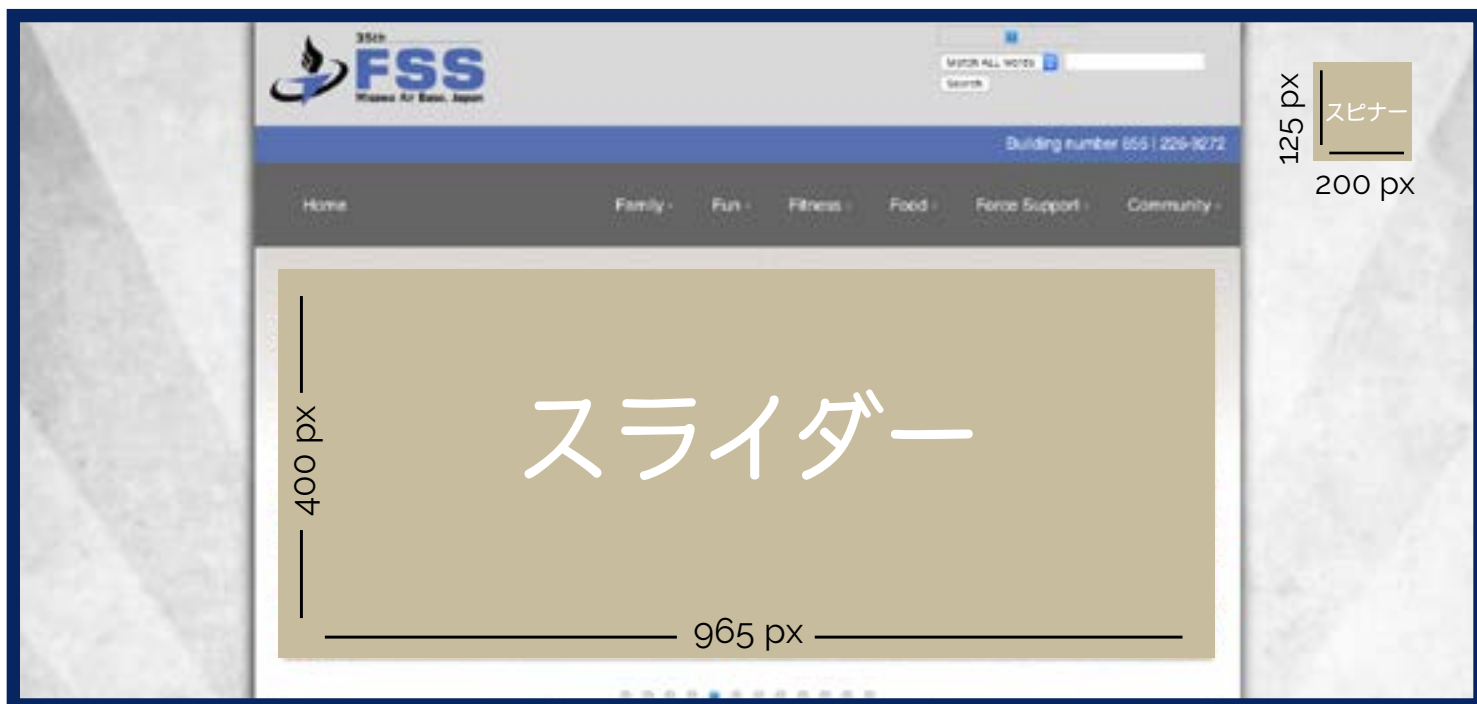 35th
FSS
Misawa Air Base, Japan
Match ALL words
Search
Building number 655 | 226-9272
Home
Family
Fun
Fitness
Food
Force Support
Community
スピナー
125 px
200 px
スライダー
400 px
965 px